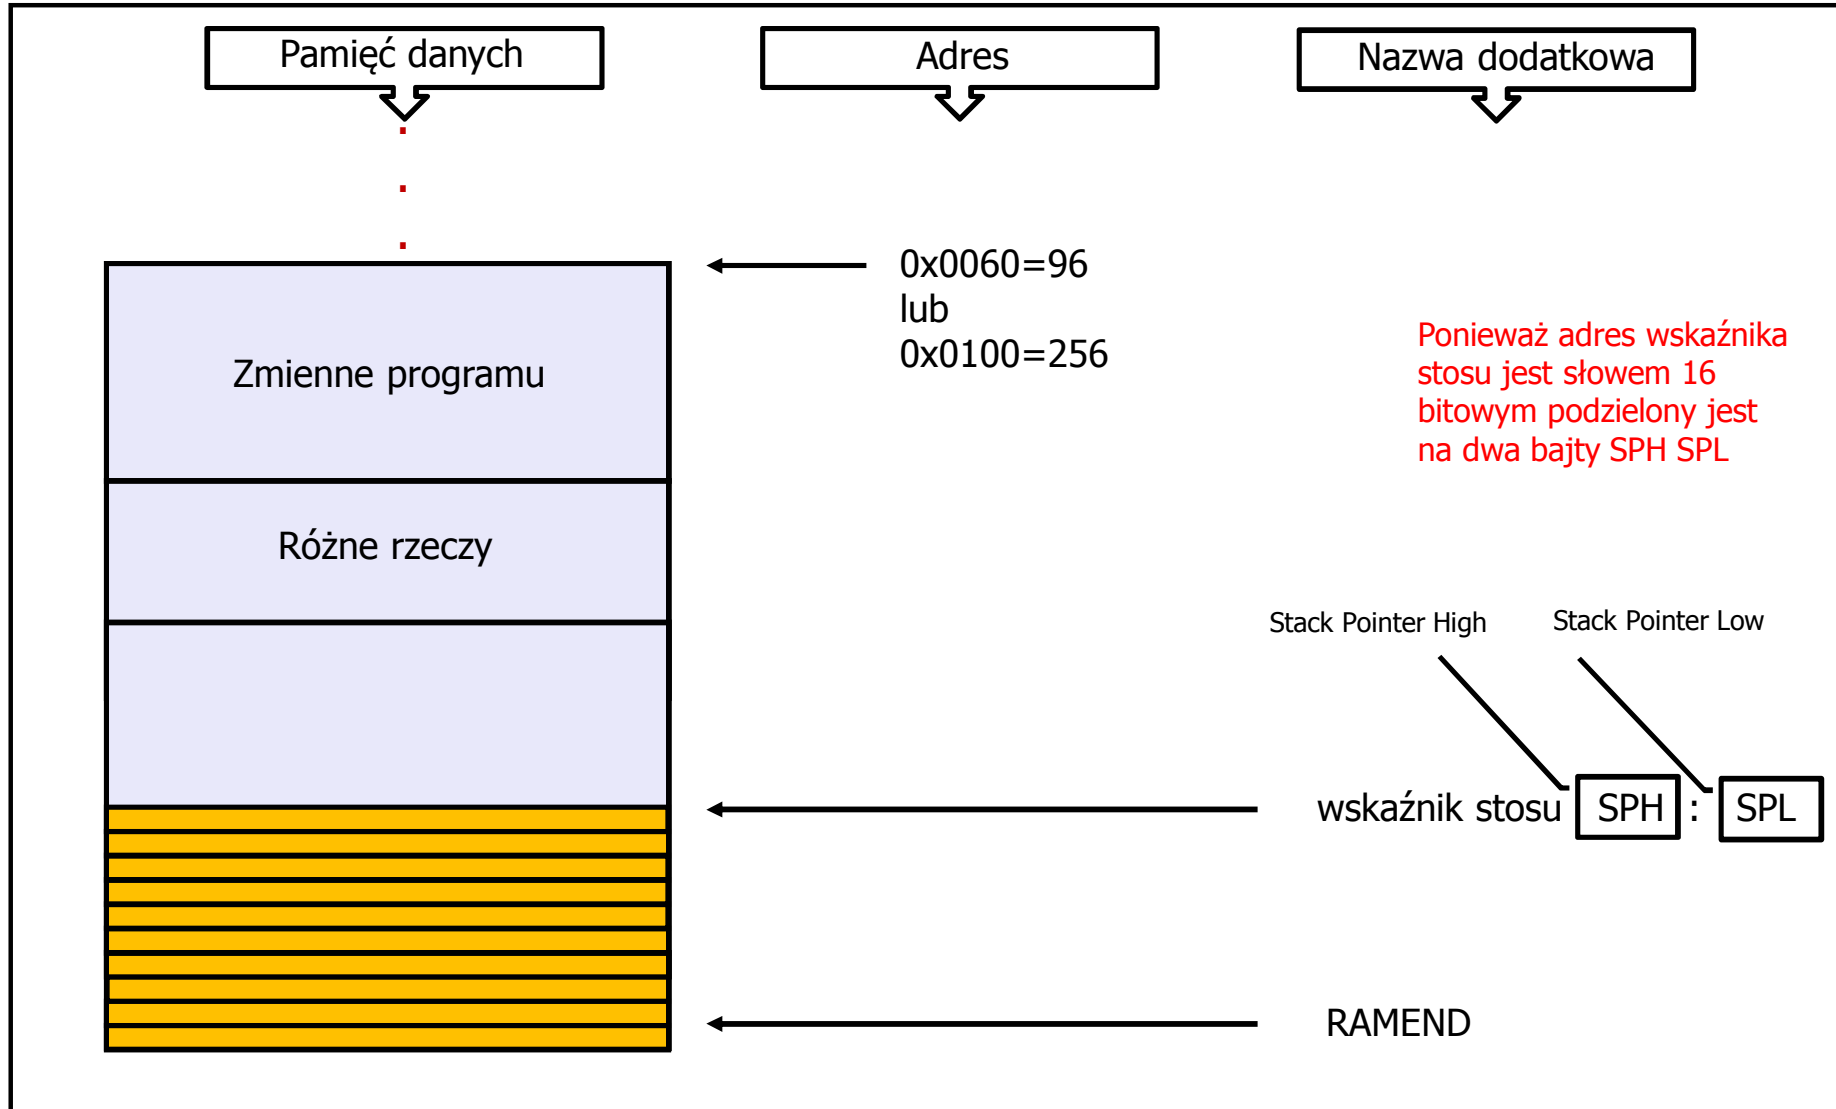 Pamięć danych
Adres
Nazwa dodatkowa
.
.
.
0x0060=96
lub
0x0100=256
Zmienne programu
Ponieważ adres wskaźnika
stosu jest słowem 16
bitowym podzielony jest
na dwa bajty SPH SPL
Różne rzeczy
Stack Pointer High
Stack Pointer Low
wskaźnik stosu SPH : SPL
RAMEND